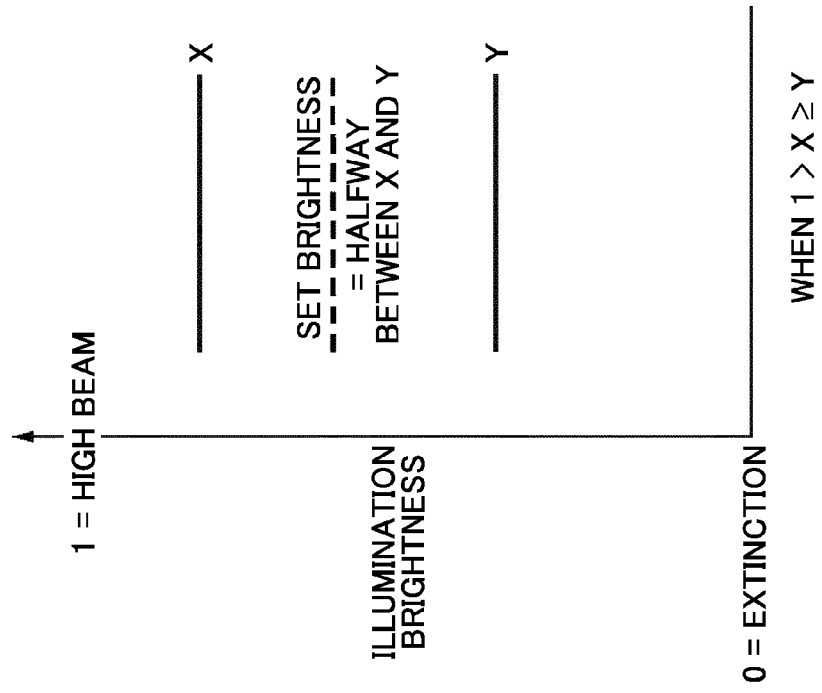 1 = HIGH BEAM
X
SET BRIGHTNESS
= HALFWAY
BETWEEN X AND Y
ILLUMINATION
BRIGHTNESS
Y
0 = EXTINCTION
WHEN 1 > X ≥ Y